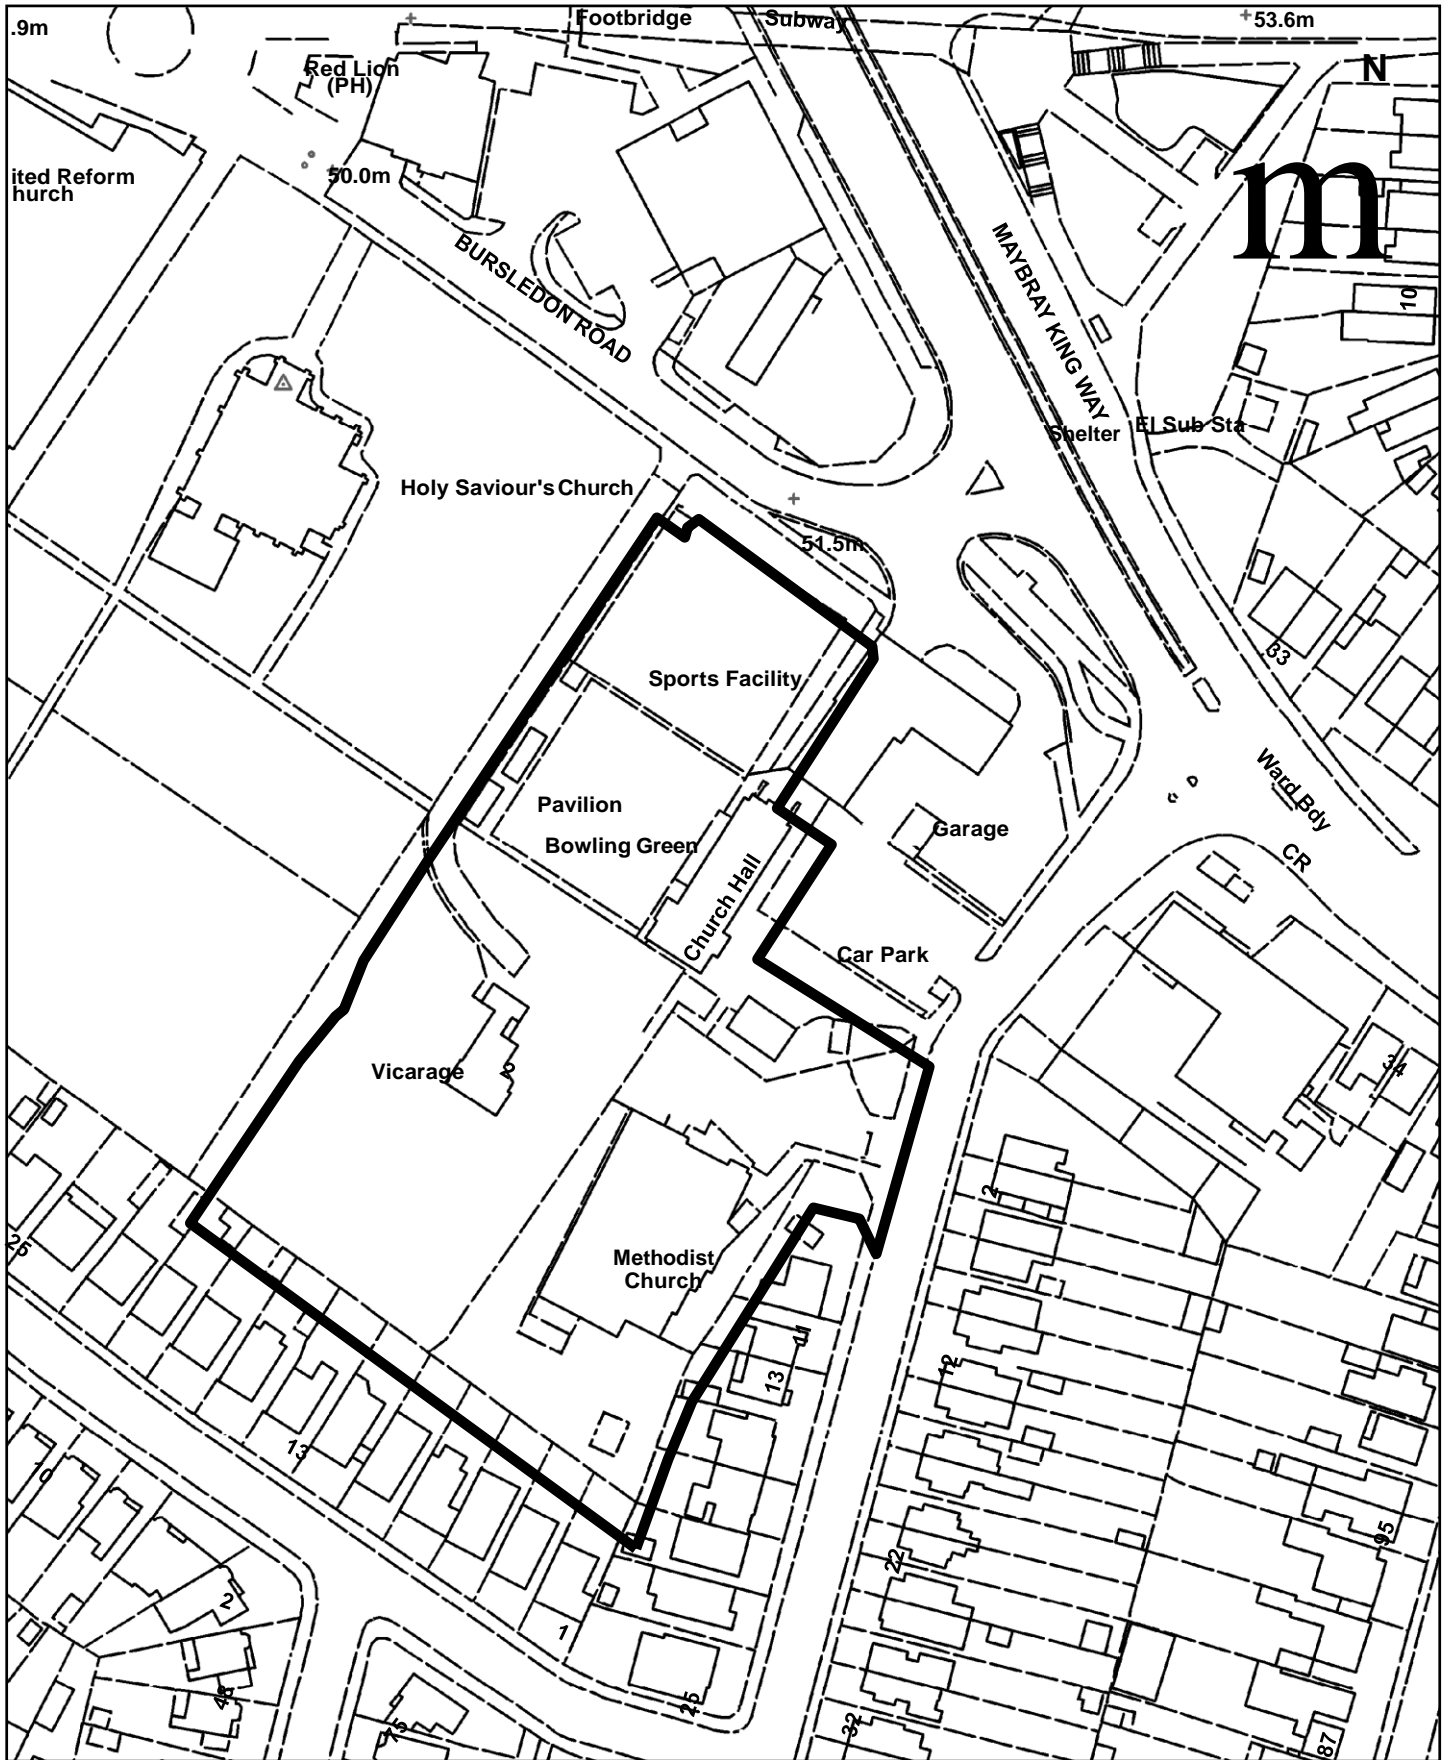 .9m
Footbridge
Subway
53.6m
N
Red Lion
(PH)
m
ited Reform
hurch
50.0m
BURSLEDON ROAD
MAYBRAY KING WAY
10
Shelter
El Sub Sta
Holy Saviour's Church
51.5m
33
Sports Facility
Ward Bdy
Pavilion
Bowling Green
Garage
CR
Church Hall
Car Park
34
Vicarage
2
2
25
Methodist
Church
11
13
12
13
10
95
22
2
1
48
75
25
32
87